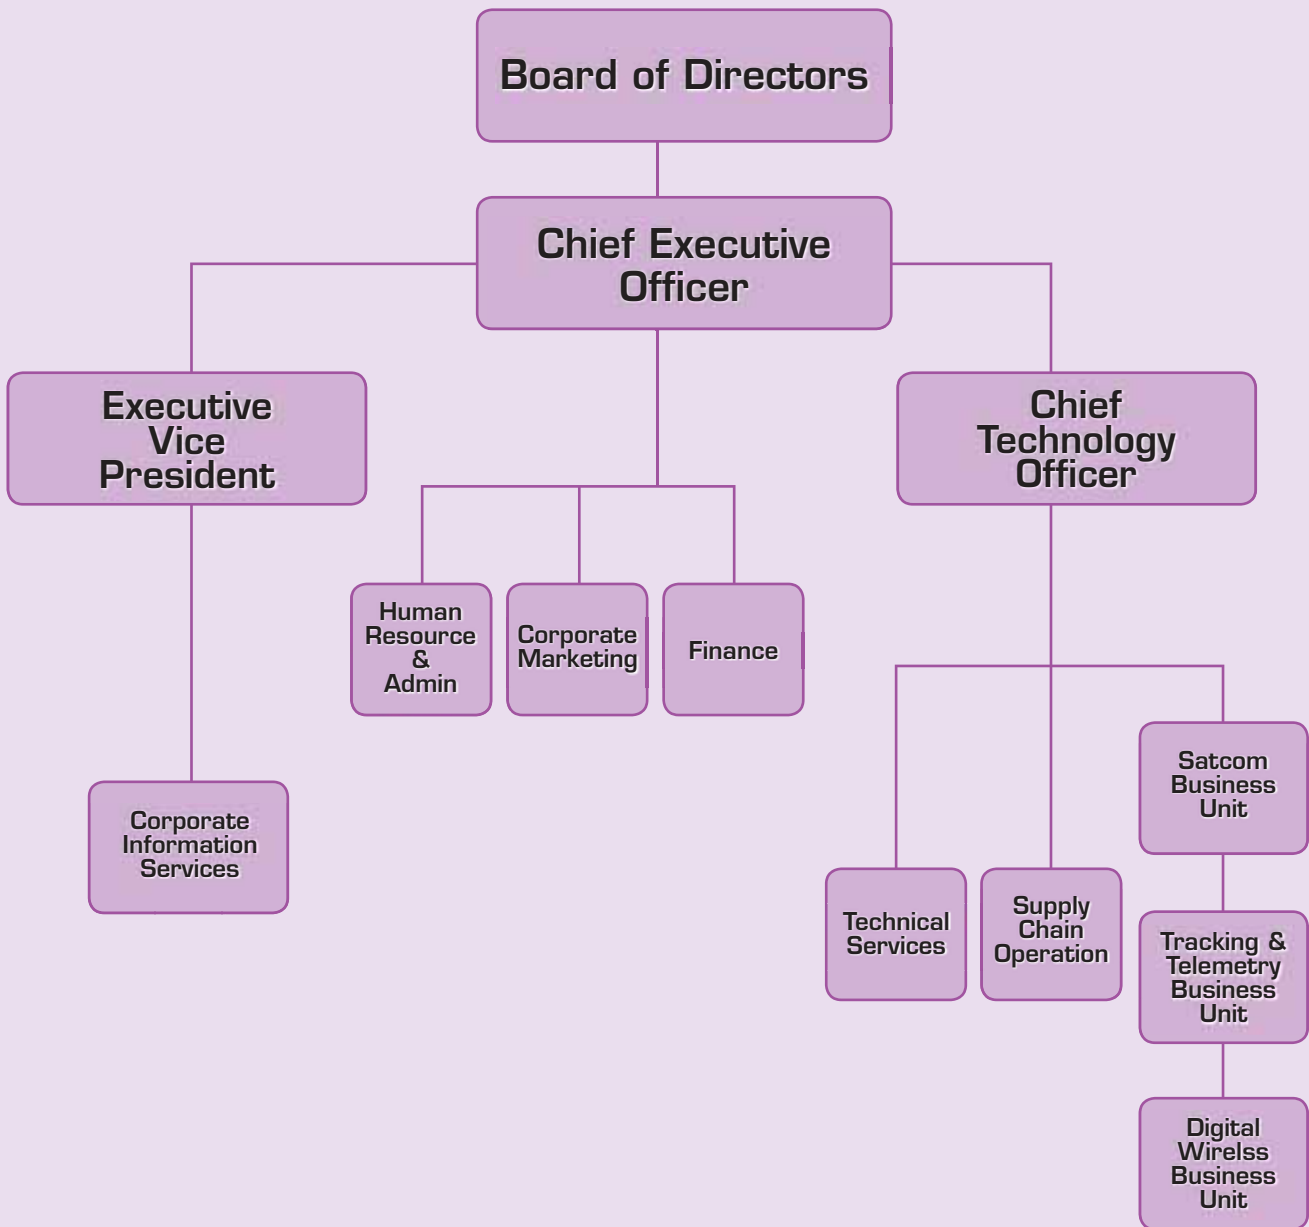 Board of Directors
Chief Executive
Officer
Executive
Vice
President
Chief
Technology
Officer
Human
Resource
&
Admin
Corporate
Marketing
Finance
Corporate
Information
Services
Technical
Services
Supply
Chain
Operation
Satcom
Business
Unit
Tracking &
Telemetry
Business
Unit
Digital
Wirelss
Business
Unit